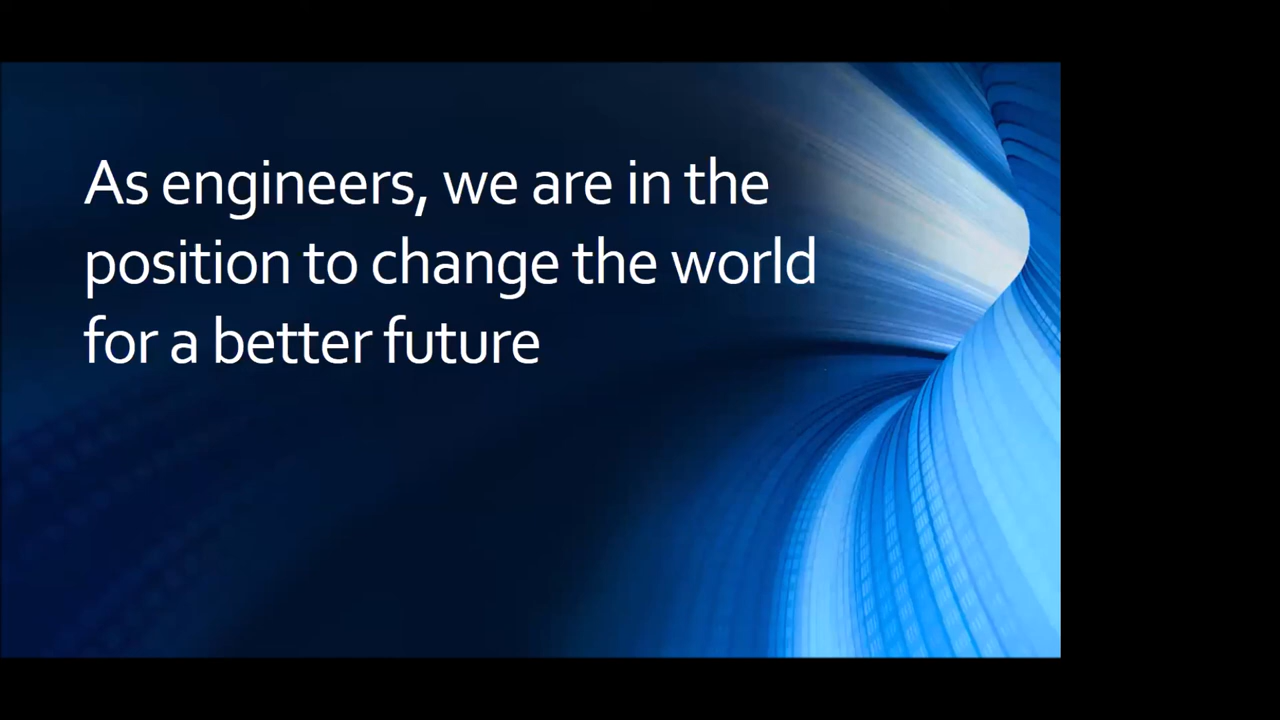 As engineers, we are in the
position to change the world
for a better future